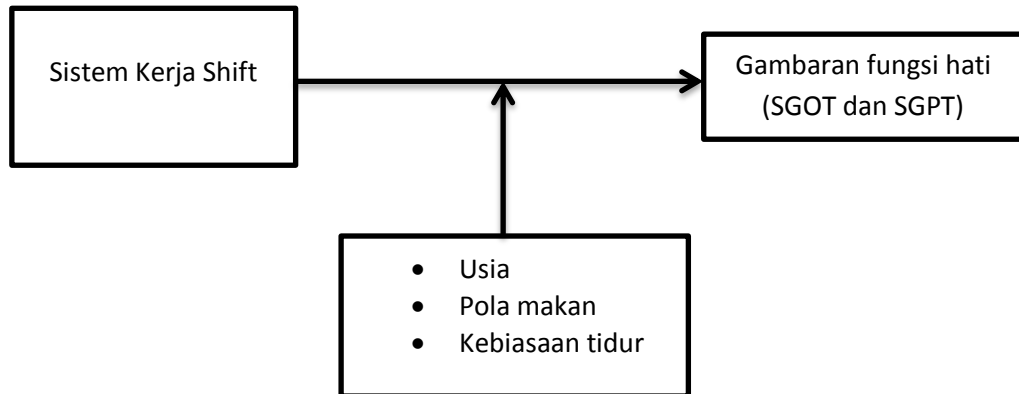 Sistem Kerja Shift
Gambaran fungsi hati
(SGOT dan SGPT)
• Usia
• Pola makan
• Kebiasaan tidur